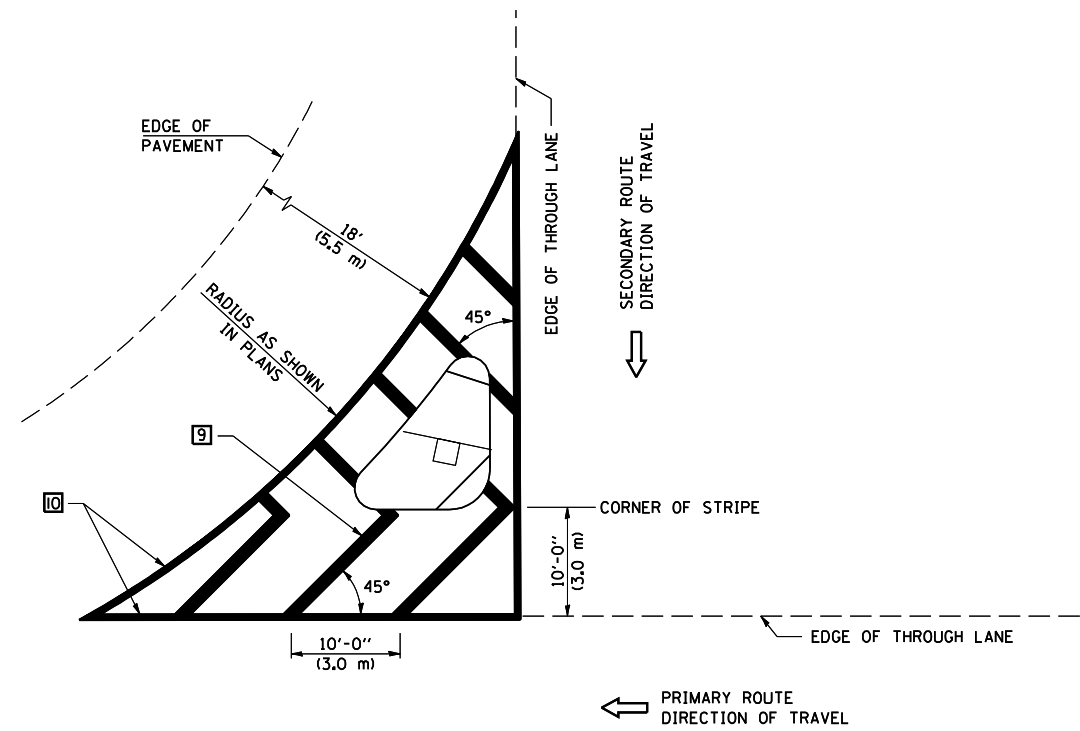 EDGE OF
PAVEMENT
18'
(5.5 m)
RADIUS AS SHOWN
IN PLANS
45°
EDGE OF THROUGH LANE
SECONDARY ROUTE
DIRECTION OF TRAVEL
9
10
CORNER OF STRIPE
10'-0"
(3.0 m)
45°
10'-0"
(3.0 m)
EDGE OF THROUGH LANE
PRIMARY ROUTE
DIRECTION OF TRAVEL